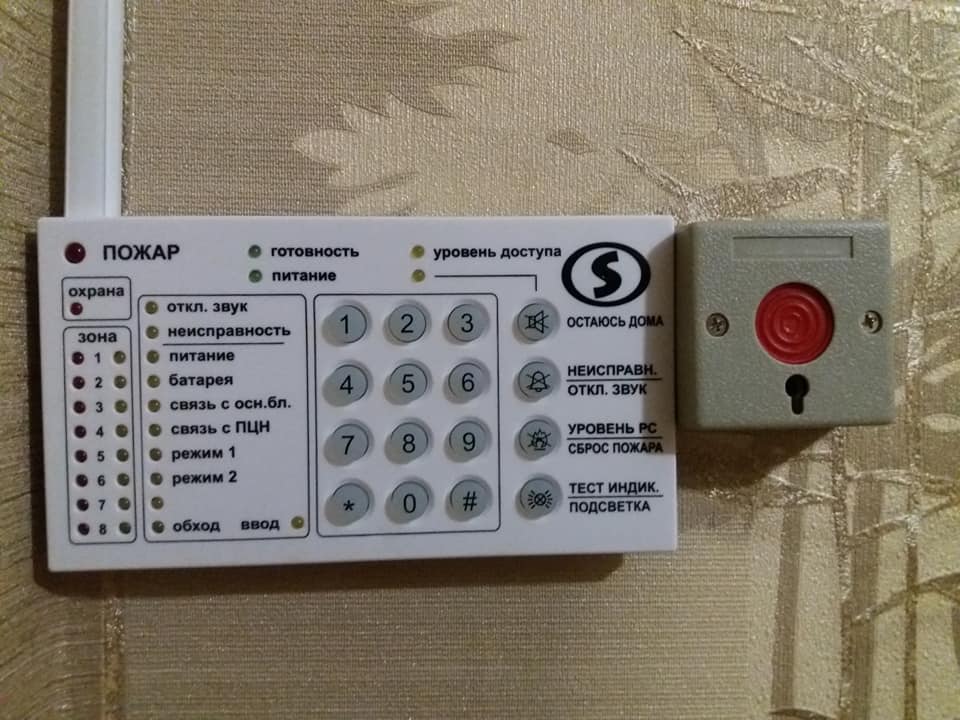 ПОЖАР
готовность
питание
уровень доступа
S
охрана
зона
1
2
3
4
5
6
7
8
откл. звук
неисправность
питание
батарея
связь с осн.бл.
связь с ПЦН
режим 1
режим 2
обход ввод
1 2 3
4 5 6
7 8 9
* 0 #
ОСТАЮСЬ ДОМА
НЕИСПРАВН.
ОТКЛ. ЗВУК
УРОВЕНЬ РС
СБРОС ПОЖАРА
ТЕСТ ИНДИК.
ПОДСВЕТКА